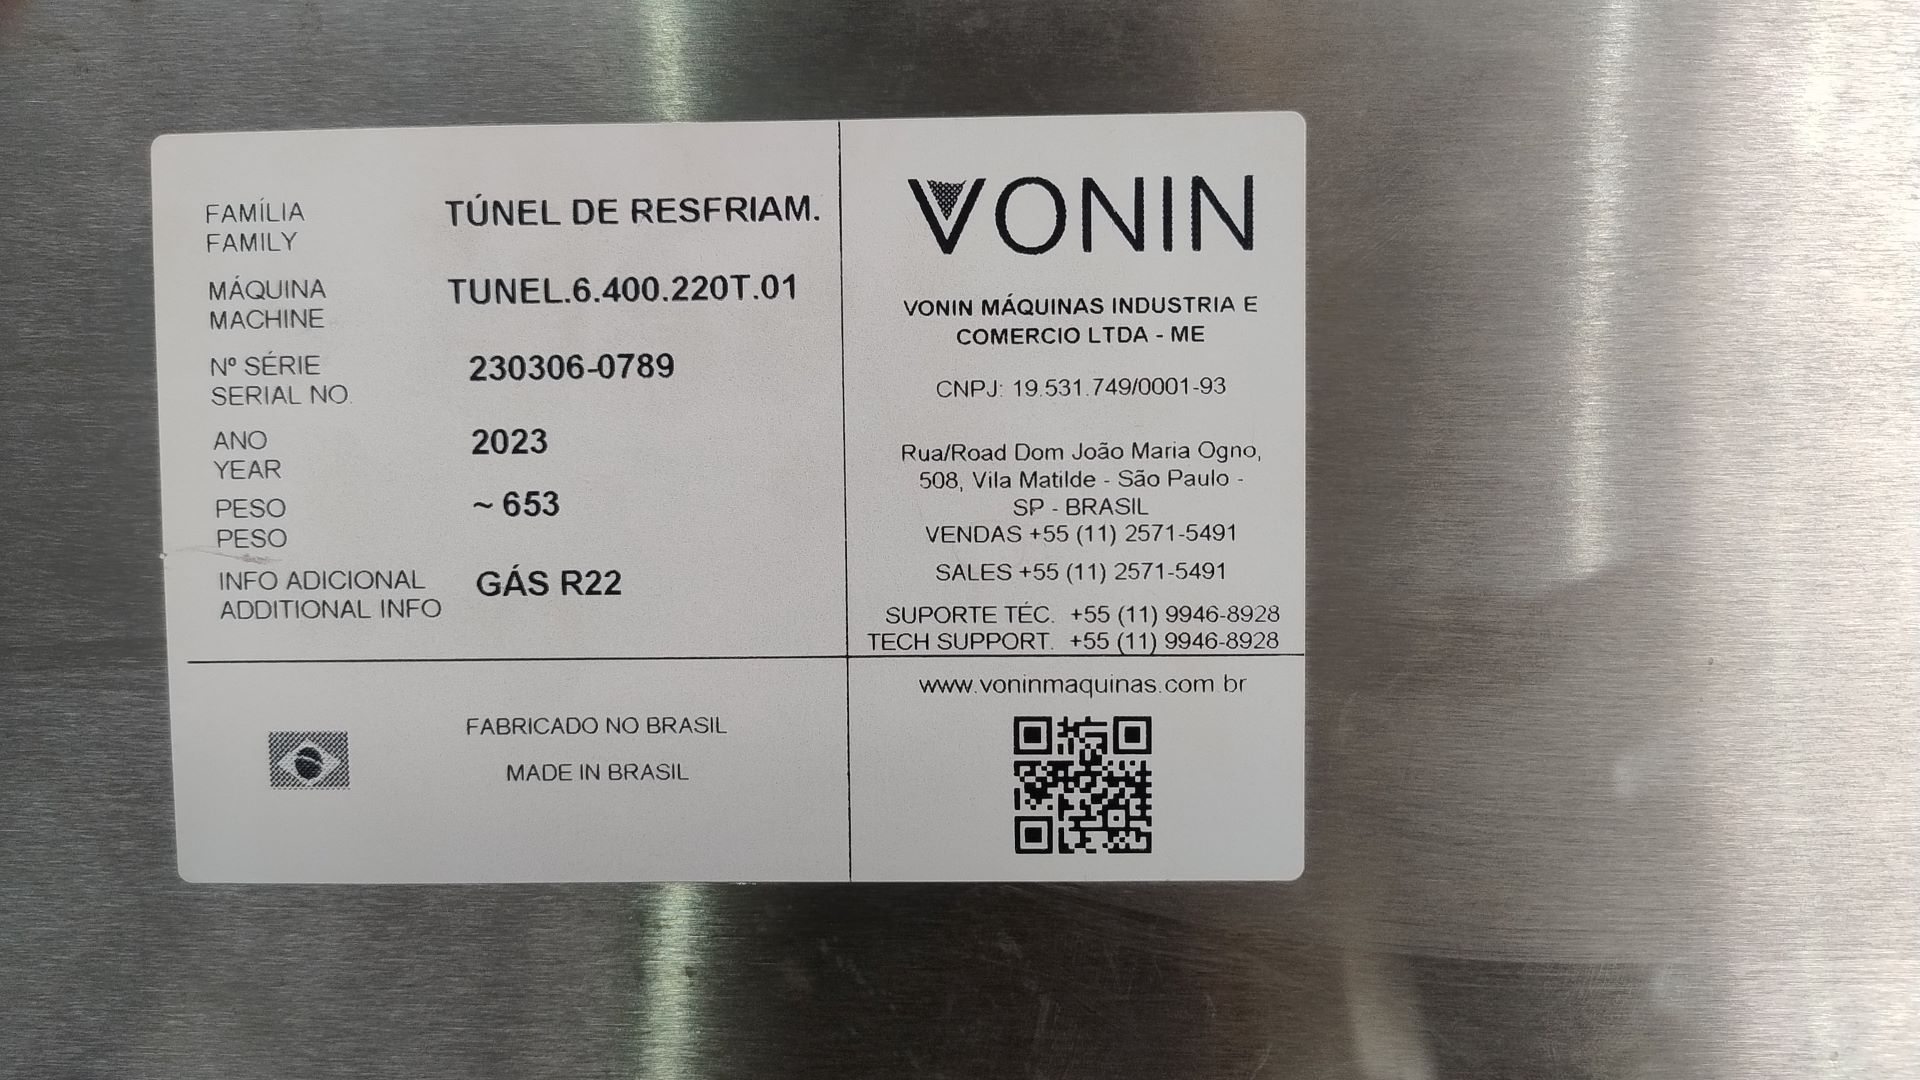 FAMÍLIA
FAMILY
TÚNEL DE RESFRIAM.
MÁQUINA
MACHINE
TUNEL.6.400.220T.01
Nº SÉRIE
SERIAL NO.
230306-0789
ANO
YEAR
2023
PESO
PESO
~ 653
INFO ADICIONAL
ADDITIONAL INFO
GÁS R22
FABRICADO NO BRASIL
MADE IN BRASIL
VONIN
VONIN MÁQUINAS INDUSTRIA E
COMERCIO LTDA - ME
CNPJ: 19.531.749/0001-93
Rua/Road Dom João Maria Ogno,
508, Vila Matilde - São Paulo -
SP - BRASIL
VENDAS +55 (11) 2571-5491
SALES +55 (11) 2571-5491
SUPORTE TÉC. +55 (11) 9946-8928
TECH SUPPORT. +55 (11) 9946-8928
www.voninmaquinas.com.br